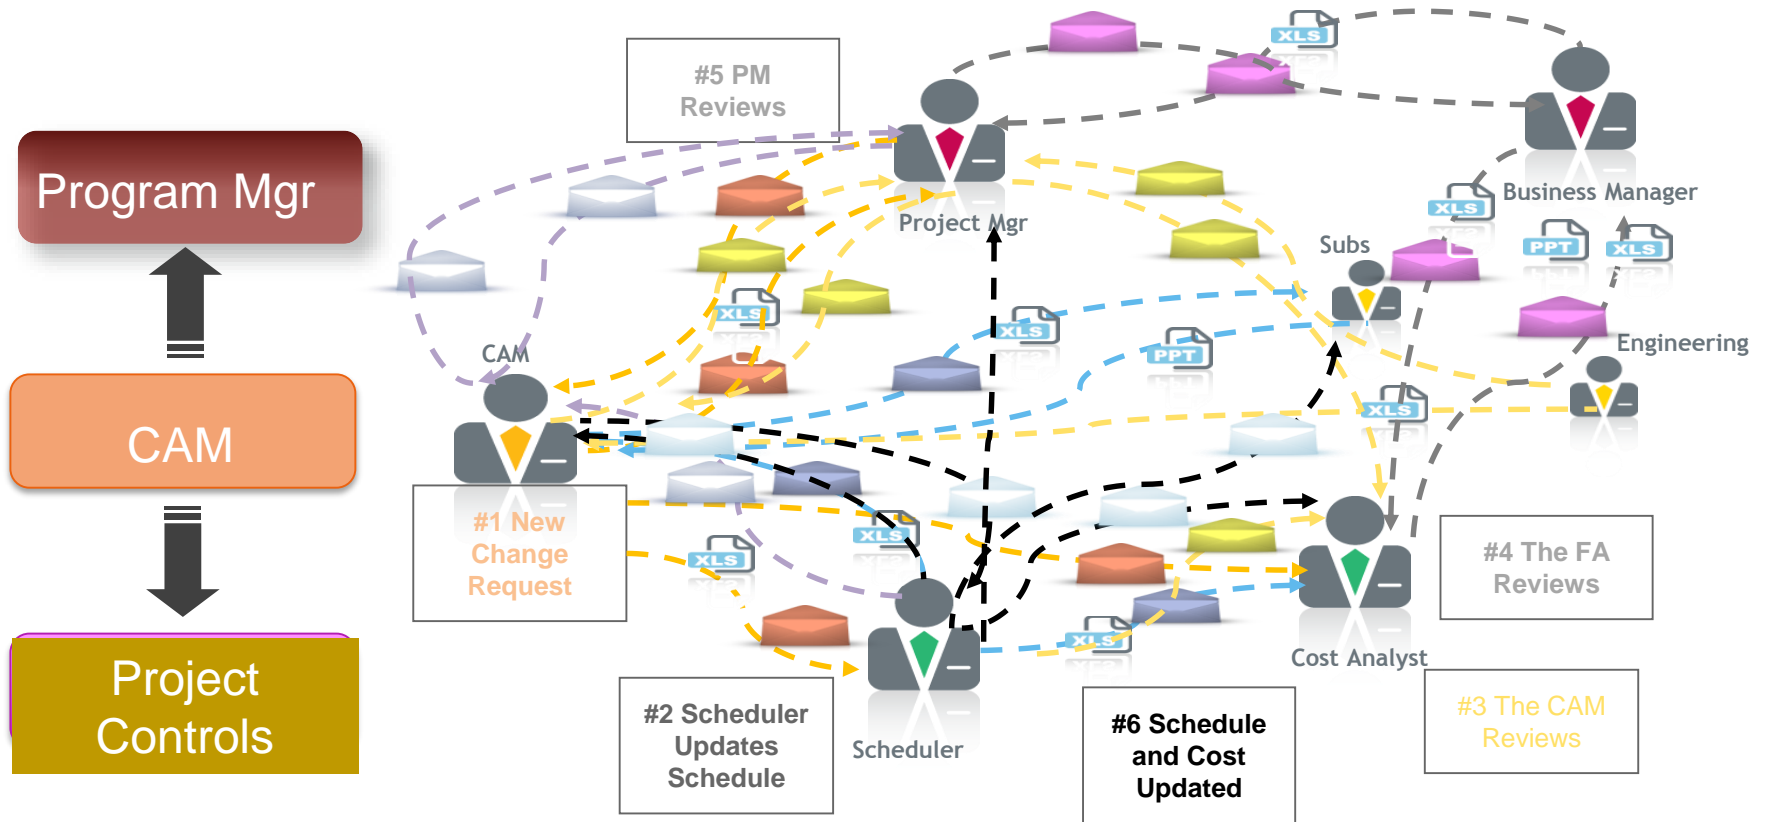 #5 PM
Reviews
XLS
Program Mgr
Project Mgr
Business Manager
XLS
Subs
PPT
XLS
XLS
XLS
PPT
CAM
Engineering
CAM
XLS
#1 New
Change
Request
XLS
XLS
#4 The FA
Reviews
XLS
Cost Analyst
Project
Controls
#2 Scheduler
Updates
Schedule
Scheduler
#6 Schedule
and Cost
Updated
#3 The CAM
Reviews